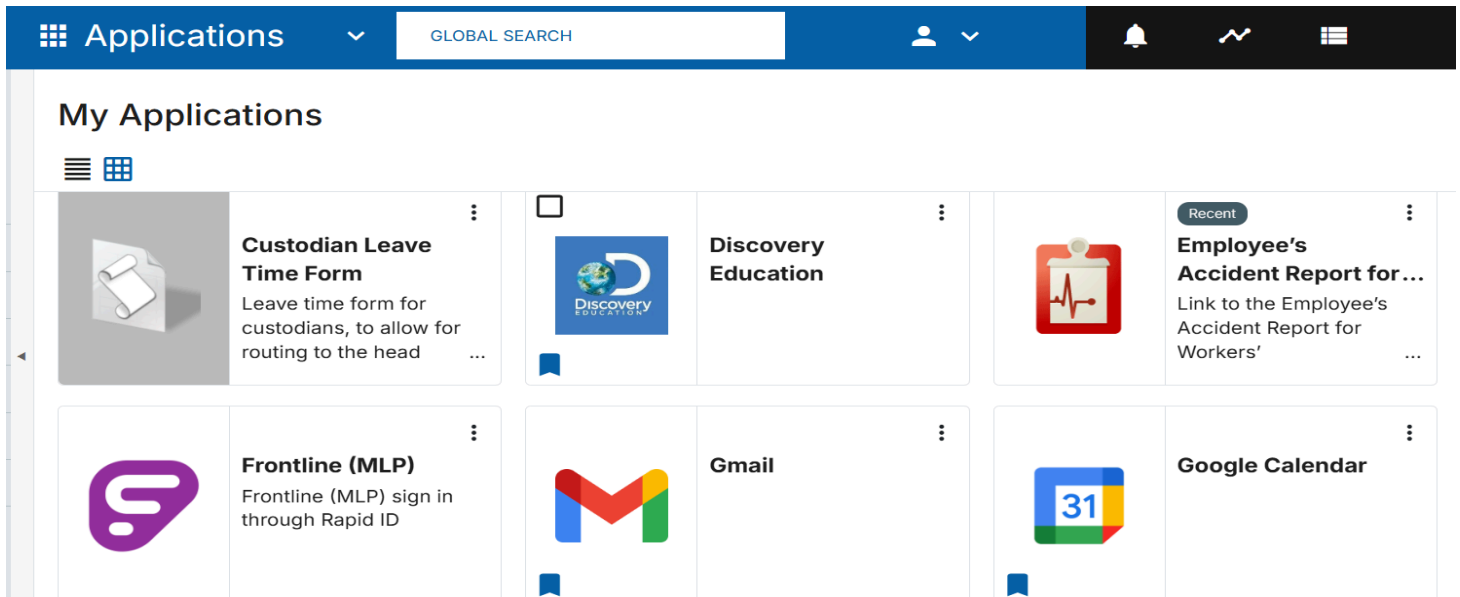 Applications
GLOBAL SEARCH
My Applications
Custodian Leave
Time Form
Leave time form for
custodians, to allow for
routing to the head ...
Discovery
EDUCATION
Discovery
Education
Recent
Employee’s
Accident Report for...
Link to the Employee’s
Accident Report for
Workers’ ...
Frontline (MLP)
Frontline (MLP) sign in
through Rapid ID
Gmail
31
Google Calendar